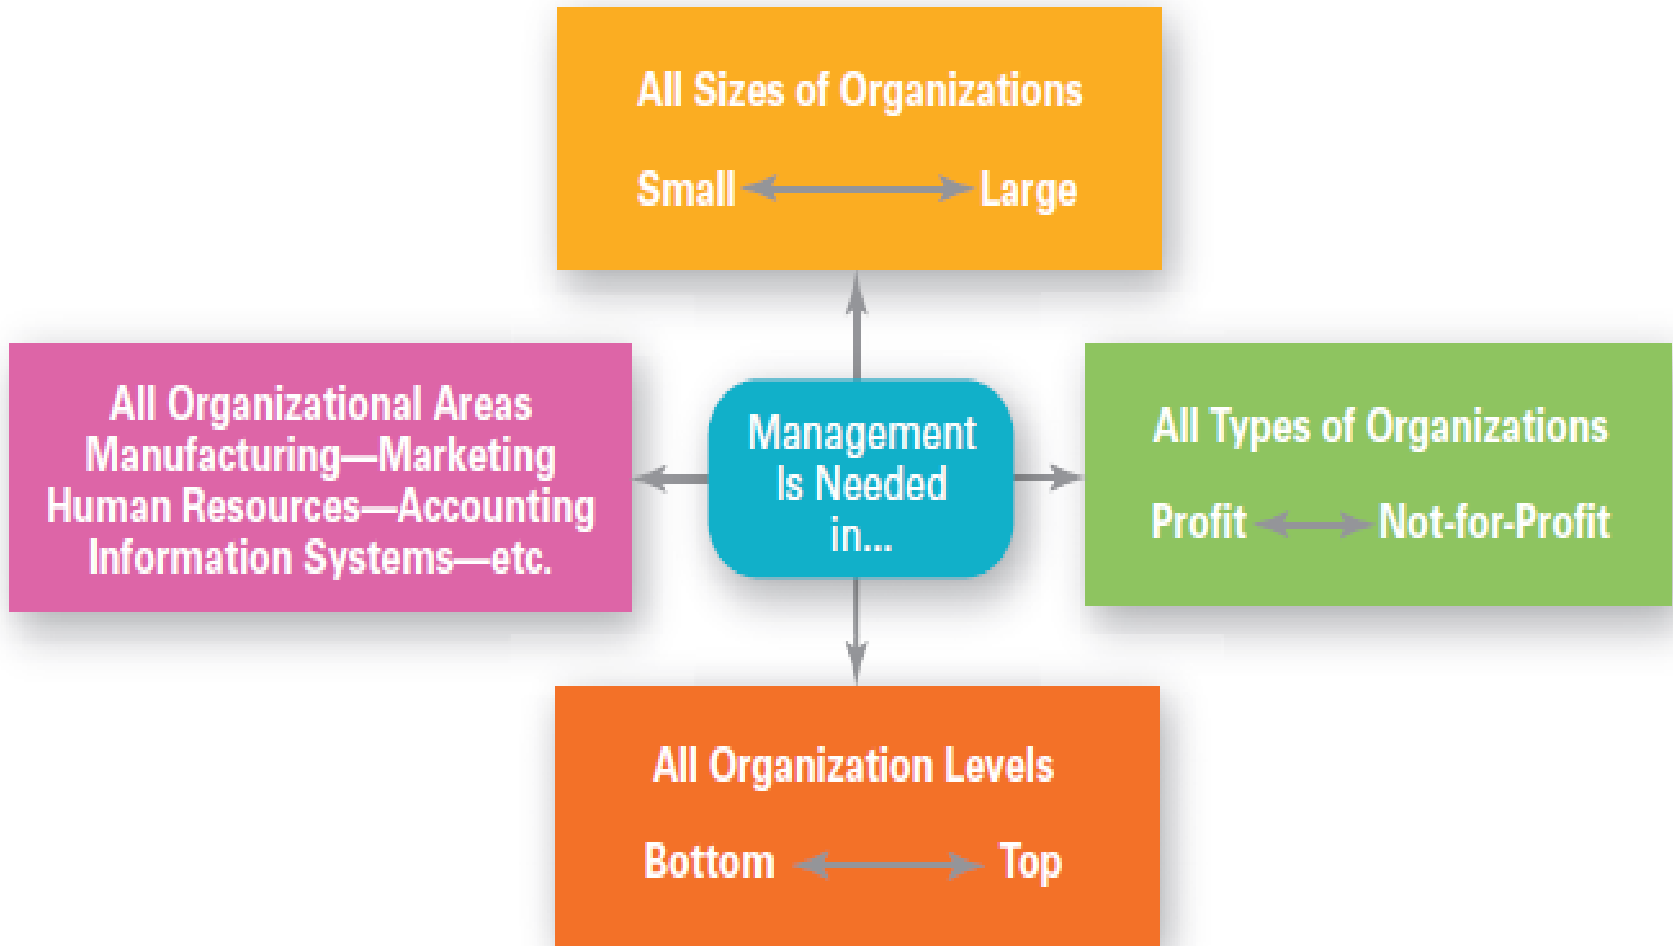 All Sizes of Organizations
Small Large
All Organizational Areas
Manufacturing—Marketing
Human Resources—Accounting
Information Systems—etc.
Management
Is Needed
in...
All Types of Organizations
Profit Not-for-Profit
All Organization Levels
Bottom Top